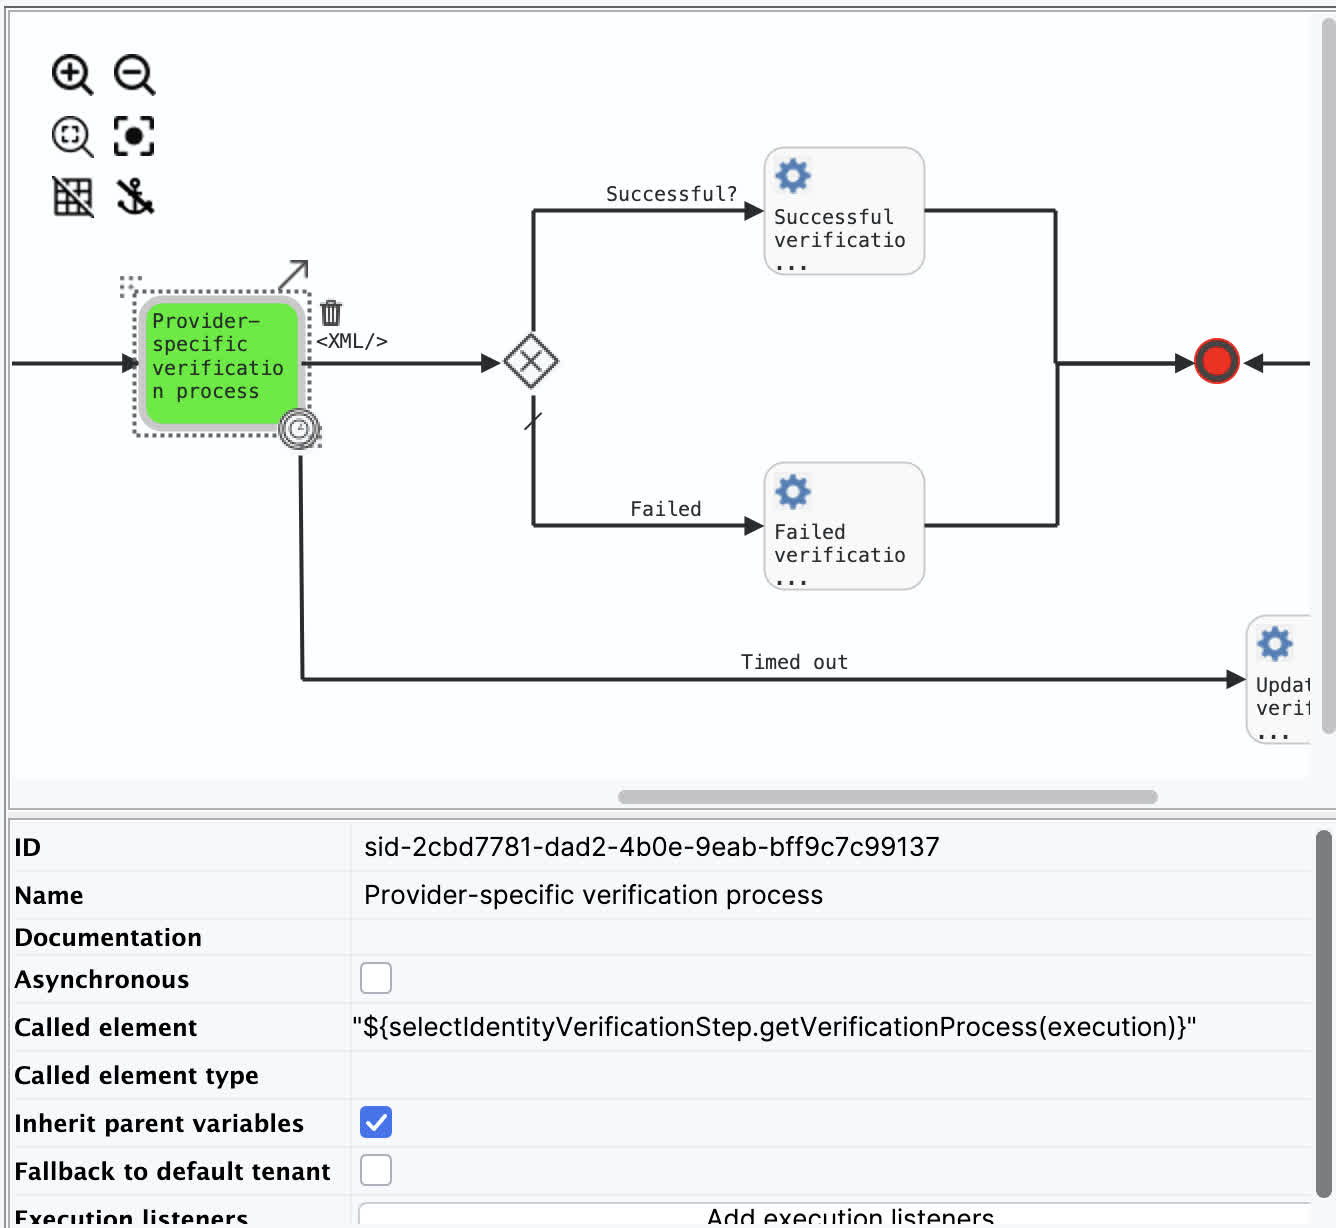 Successful?
Successful
verificatio
...
Provider-
specific
verificatio
n process
<XML/>
Failed
Failed
verificatio
...
Timed out
Updat
verif
...
ID sid-2cbd7781-dad2-4b0e-9eab-bff9c7c99137
Name Provider-specific verification process
Documentation
Asynchronous
Called element "${selectIdentityVerificationStep.getVerificationProcess(execution)}"
Called element type
Inherit parent variables
Fallback to default tenant
Execution listeners Add execution listeners